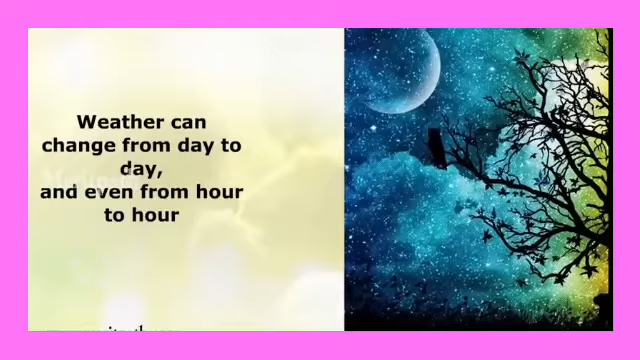 Weather can
change from day to
day,
and even from hour
to hour